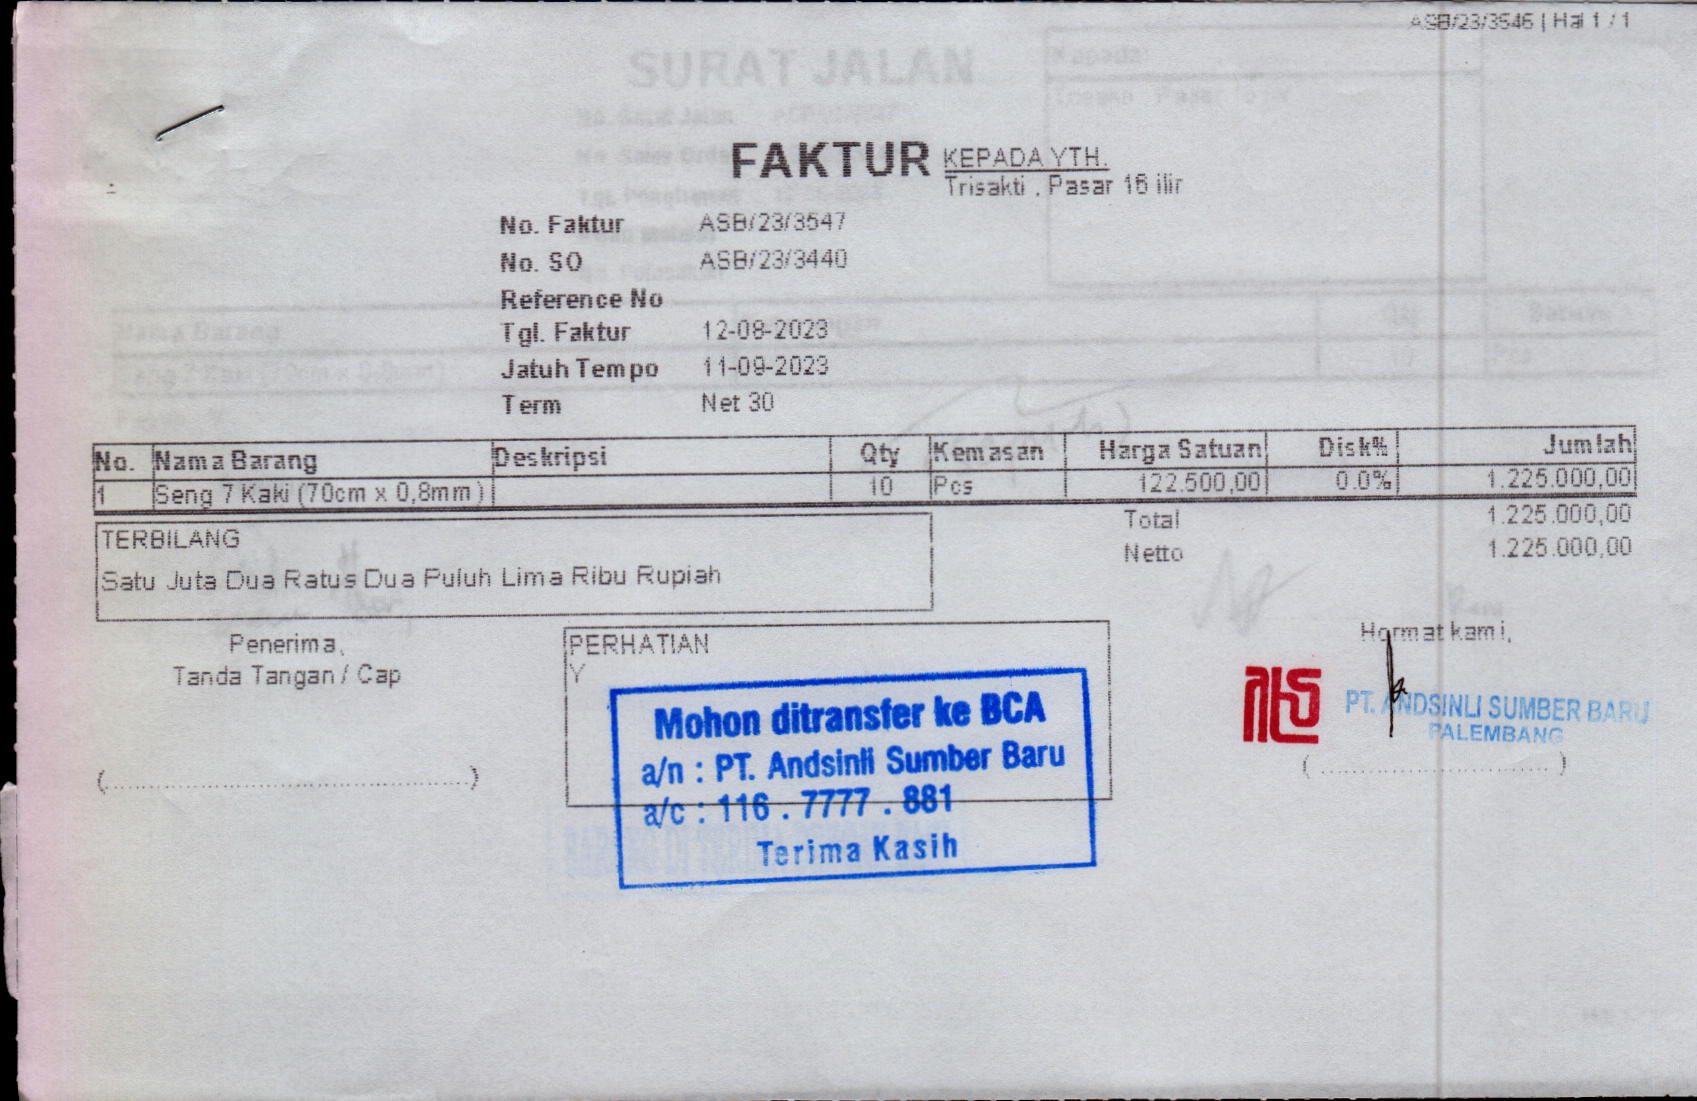 ASB/23/3546 | Hal 1 / 1
SURAT JALAN
Kepada
FAKTUR
KEPADA YTH.
Trisakti . Pasar 16 ilir
No. Faktur ASB/23/3547
No. SO ASB/23/3440
Reference No
Tgl. Faktur 12-08-2023
Jatuh Tempo 11-09-2023
Term Net 30
No. Nama Barang Deskripsi Qty Kemasan Harga Satuan Disk% Jumlah
1 Seng 7 Kaki (70cm x 0,8mm) 10 Pcs 122.500,00 0.0% 1.225.000,00
Total 1.225.000,00
Netto 1.225.000,00
TERBILANG
Satu Juta Dua Ratus Dua Puluh Lima Ribu Rupiah
Penerima,
Tanda Tangan / Cap
(................................................)
PERHATIAN
Y
Mohon ditransfer ke BCA
a/n : PT. Andsinli Sumber Baru
a/c : 116 . 7777 . 881
Terima Kasih
Hormat kami,
PT. ANDSINLI SUMBER BARU
PALEMBANG
(..................................)